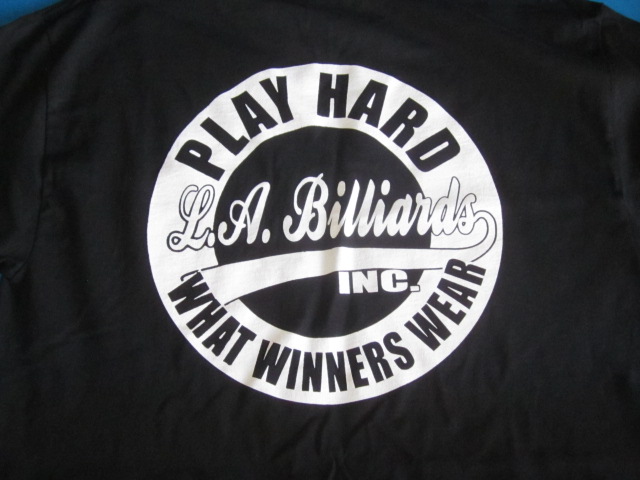 PLAY HARD
L.A. Billiards
INC.
WHAT WINNERS WEAR